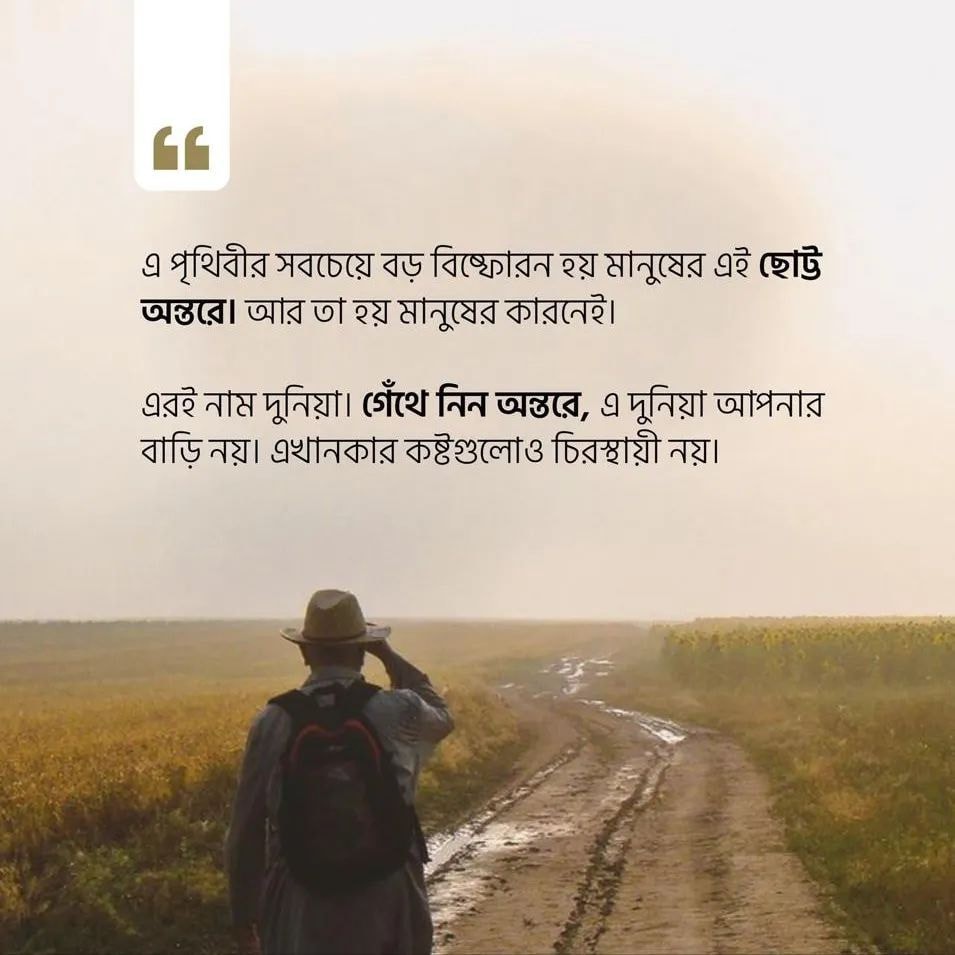 “
এ পৃথিবীর সবচেয়ে বড় বিষ্ফোরন হয় মানুষের এই ছোট্ট
অন্তরে। আর তা হয় মানুষের কারনেই।
এরই নাম দুনিয়া। গেঁথে নিন অন্তরে, এ দুনিয়া আপনার
বাড়ি নয়। এখানকার কষ্টগুলোও চিরস্থায়ী নয়।